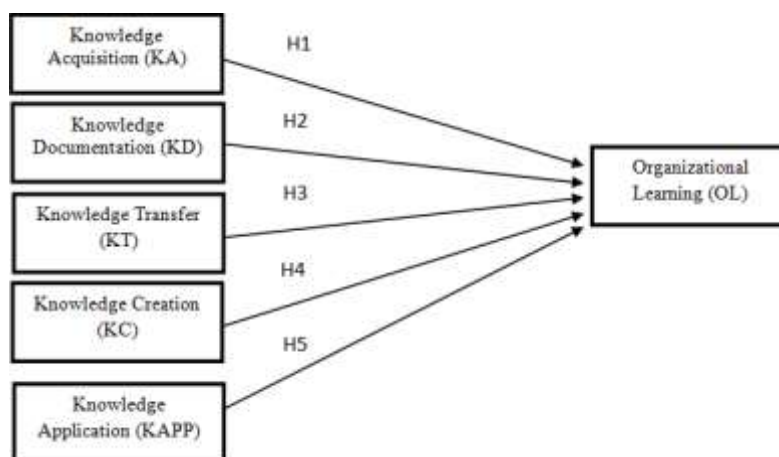 Knowledge
Acquisition (KA)
H1
Knowledge
Documentation (KD)
H2
Knowledge Transfer
(KT)
H3
Knowledge Creation
(KC)
H4
Knowledge
Application (KAPP)
H5
Organizational
Learning (OL)